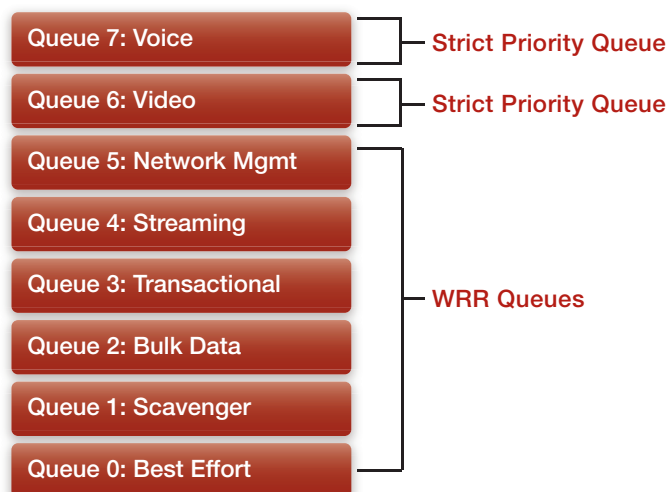 Queue 7: Voice
Strict Priority Queue
Queue 6: Video
Strict Priority Queue
Queue 5: Network Mgmt
Queue 4: Streaming
Queue 3: Transactional
WRR Queues
Queue 2: Bulk Data
Queue 1: Scavenger
Queue 0: Best Effort